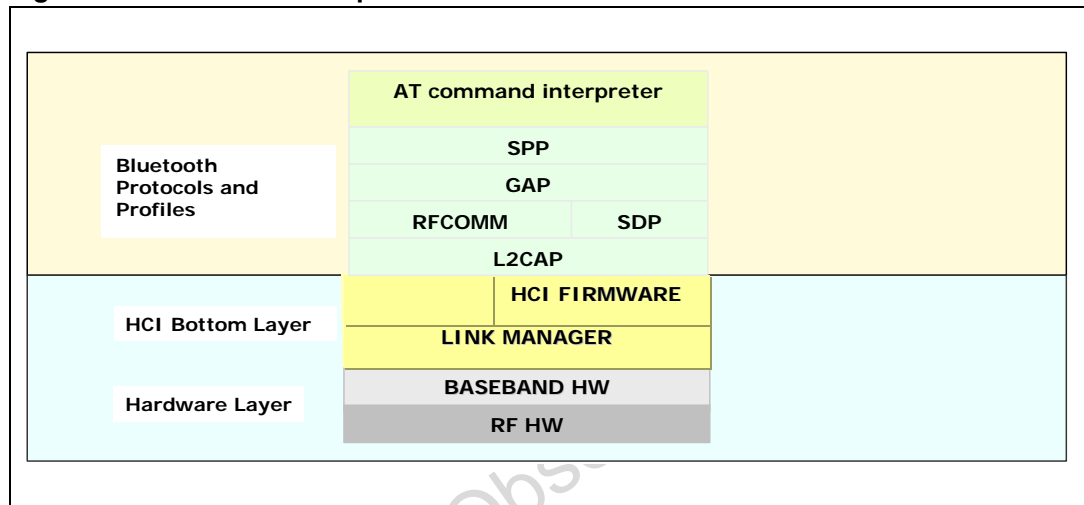 AT command interpreter
SPP
Bluetooth
Protocols and
Profiles
GAP
RFCOMM
SDP
L2CAP
HCI Bottom Layer
HCI FIRMWARE
LINK MANAGER
Hardware Layer
BASEBAND HW
RF HW